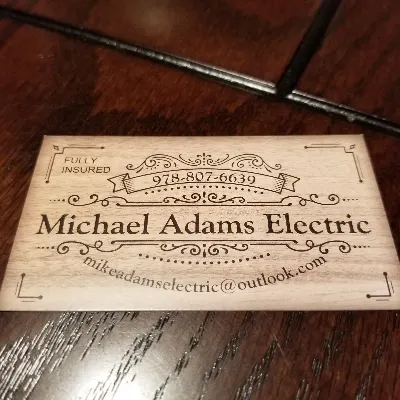 FULLY
INSURED
978-807-6639
Michael Adams Electric
mikeadamselectric@outlook.com